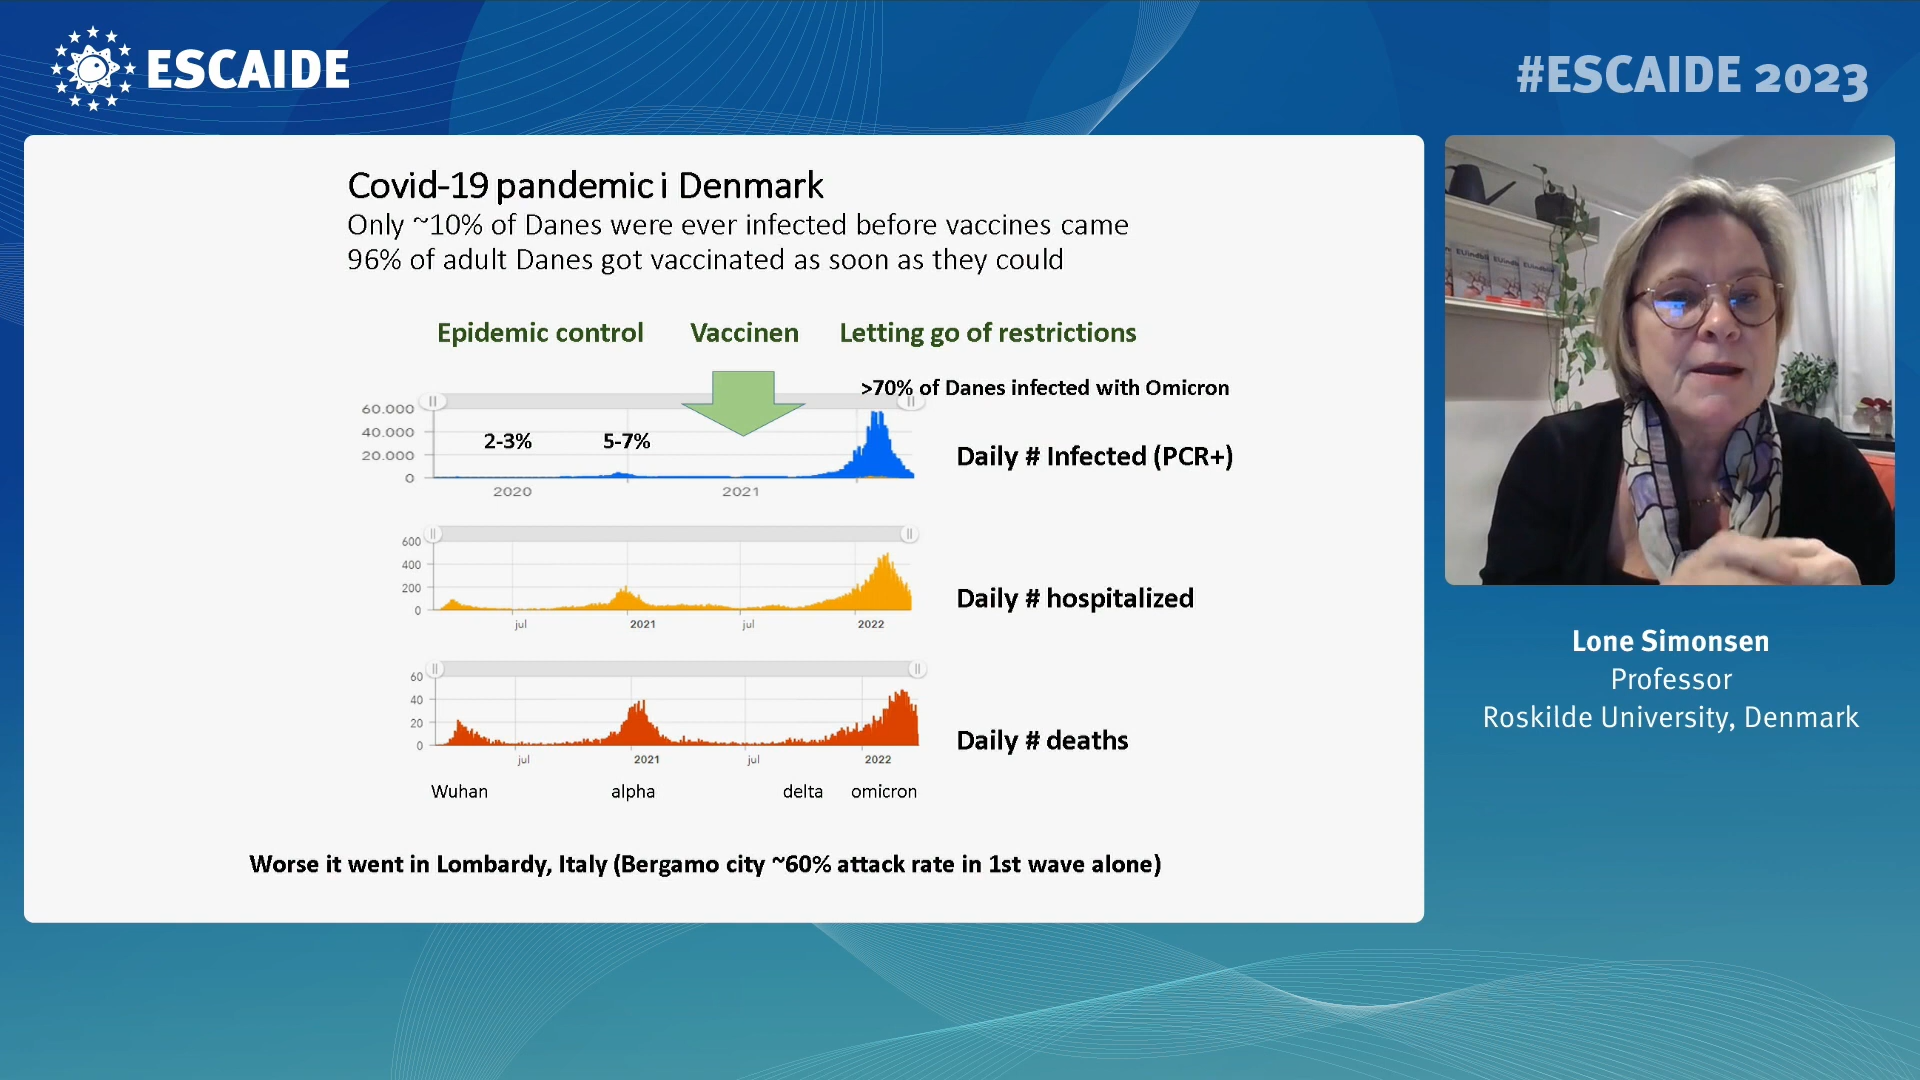 ESCAIDE
#ESCAIDE 2023
Covid-19 pandemic i Denmark
Only ~10% of Danes were ever infected before vaccines came
96% of adult Danes got vaccinated as soon as they could
Epidemic control Vaccinen Letting go of restrictions
>70% of Danes infected with Omicron
60.000
40.000
20.000
0
2-3% 5-7%
Daily # Infected (PCR+)
2020 2021
600
400
200
0
Daily # hospitalized
jul 2021 jul 2022
60
40
20
0
Daily # deaths
jul 2021 jul 2022
Wuhan alpha delta omicron
Worse it went in Lombardy, Italy (Bergamo city ~60% attack rate in 1st wave alone)
Lone Simonsen
Professor
Roskilde University, Denmark